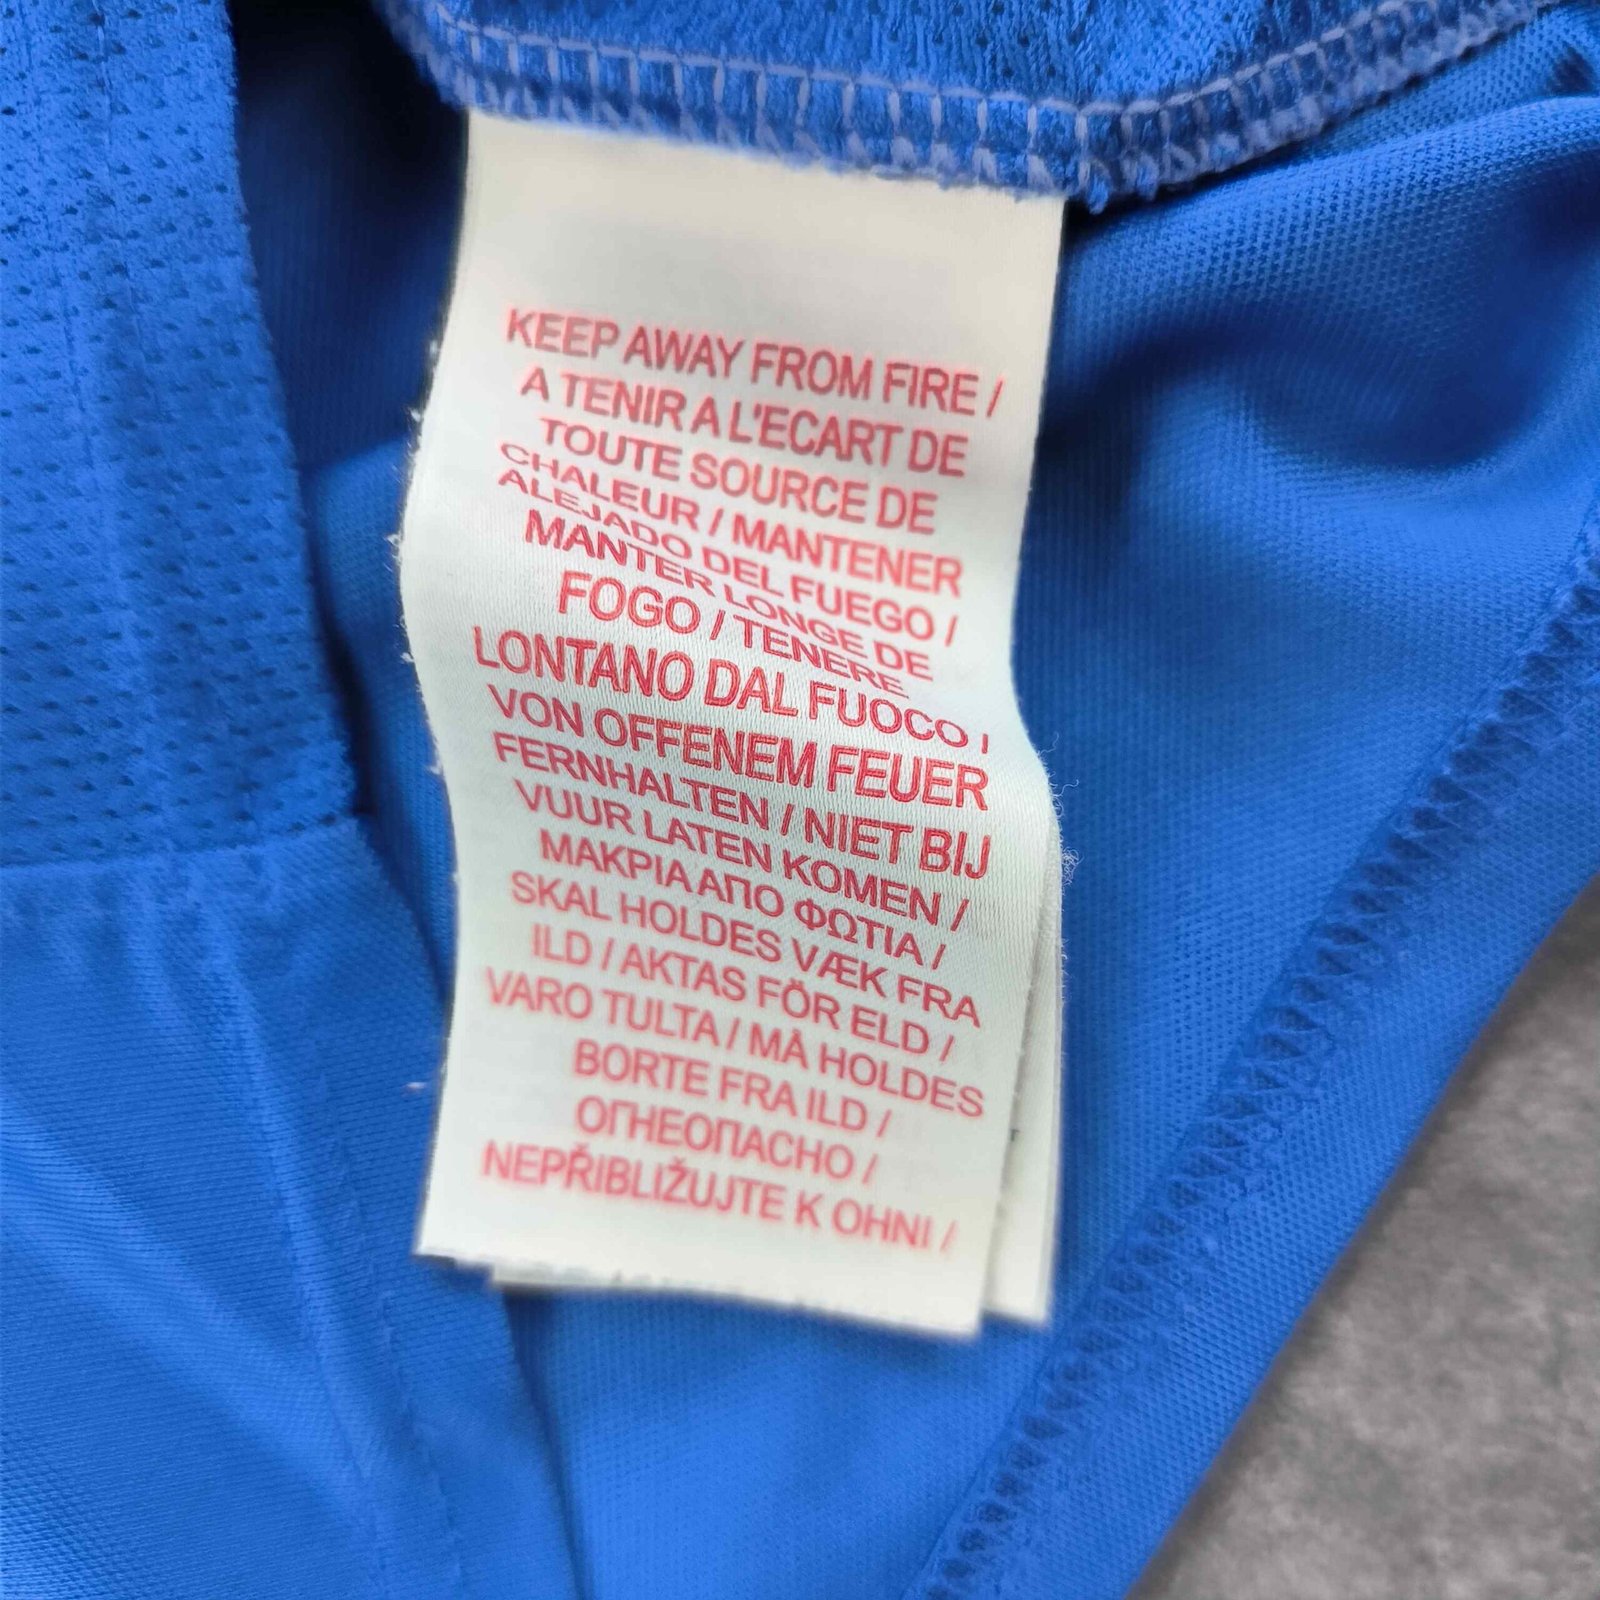 KEEP AWAY FROM FIRE /
A TENIR A L'ECART DE
TOUTE SOURCE DE
CHALEUR / MANTENER
ALEJADO DEL FUEGO /
MANTER LONGE DE
FOGO / TENERE
LONTANO DAL FUOCO /
VON OFFENEM FEUER
FERNHALTEN / NIET BIJ
VUUR LATEN KOMEN /
ΜΑΚΡΙΑ ΑΠΟ ΦΩΤΙΑ /
SKAL HOLDES VÆK FRA
ILD / AKTAS FÖR ELD /
VARO TULTA / MÅ HOLDES
BORTE FRA ILD /
ОГНЕОПАСНО /
NEPŘIBLIŽUJTE K OHNI /